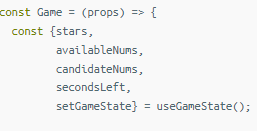 const Game = (props) => {
  const {stars,
         availableNums,
         candidateNums,
         secondsLeft,
         setGameState} = useGameState();